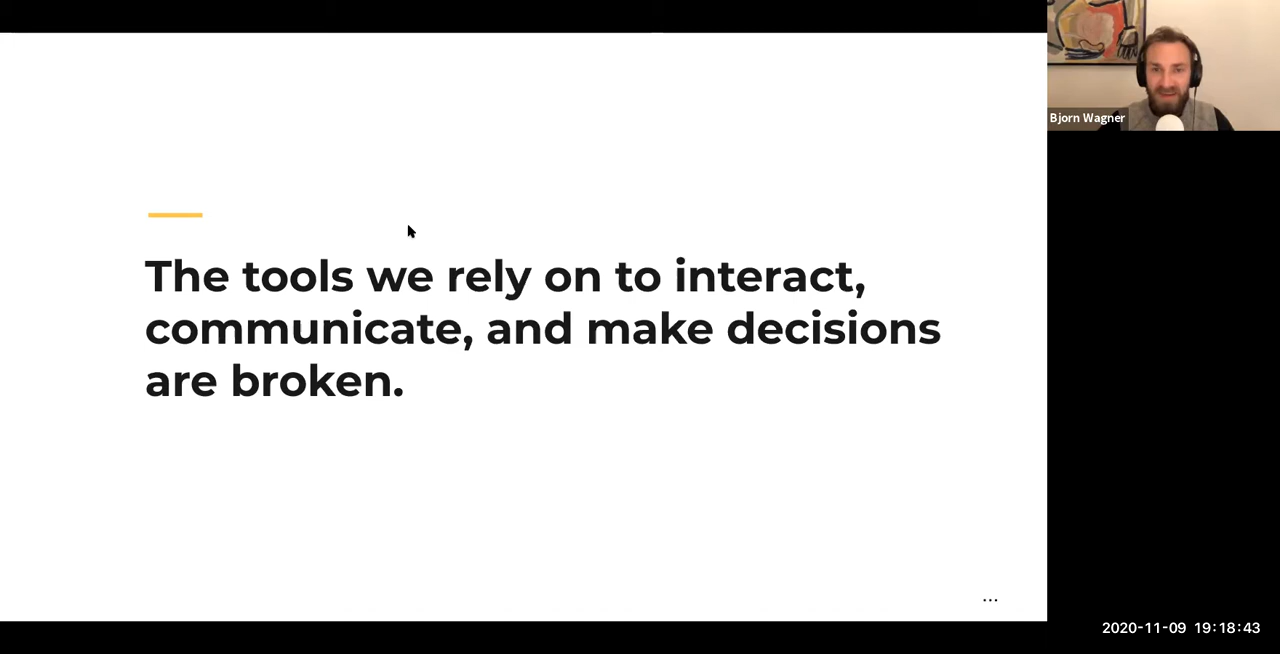 The tools we rely on to interact,
communicate, and make decisions
are broken.
Bjorn Wagner
...
2020-11-09 19:18:43